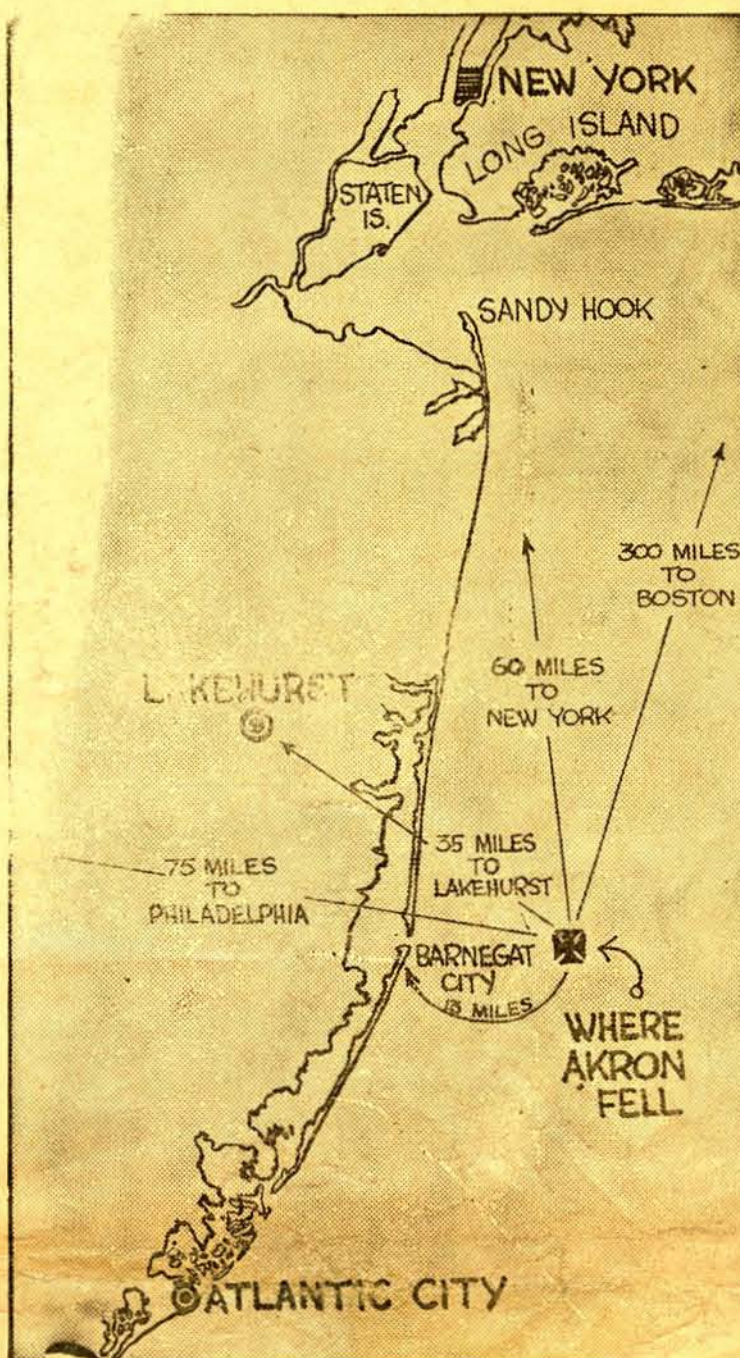 NEW YORK
LONG ISLAND
STATEN
IS.
SANDY HOOK
300 MILES
TO
BOSTON
60 MILES
TO
NEW YORK
LAKEHURST
35 MILES
TO
LAKEHURST
75 MILES
TO
PHILADELPHIA
BARNEGAT
CITY
13 MILES
WHERE
AKRON
FELL
ATLANTIC CITY